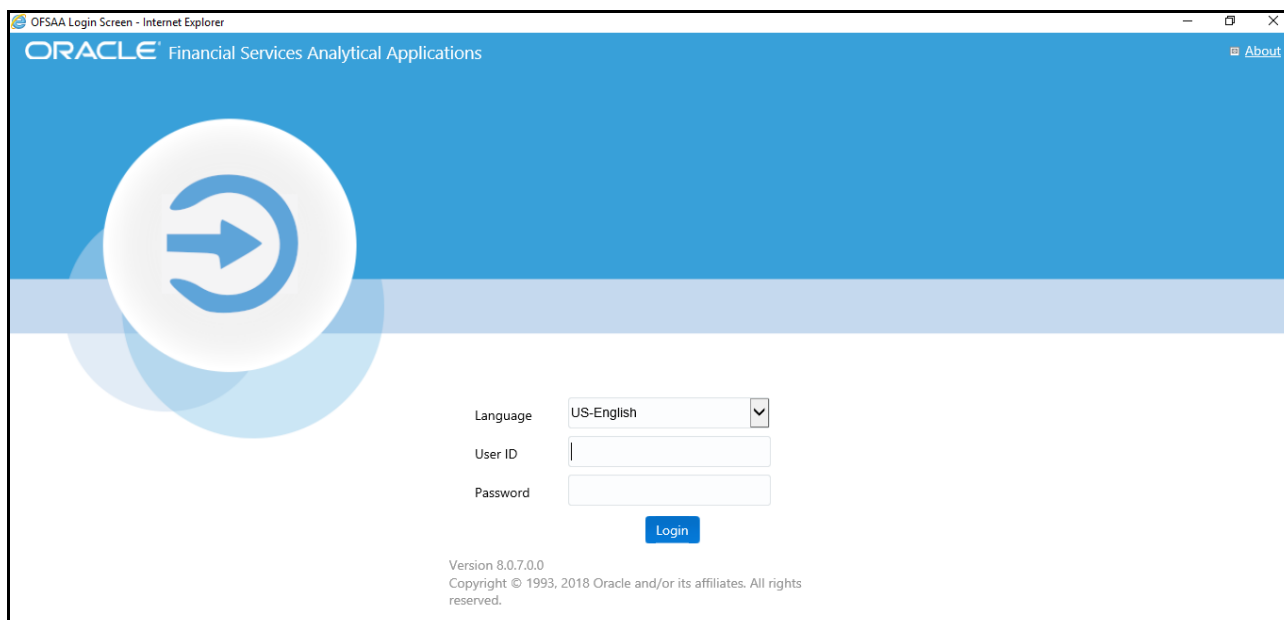 OFSAA Login Screen - Internet Explorer
ORACLE® Financial Services Analytical Applications
About
Language US-English
User ID
Password
Login
Version 8.0.7.0.0
Copyright © 1993, 2018 Oracle and/or its affiliates. All rights
reserved.